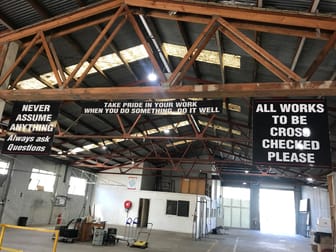 NEVER
ASSUME
ANYTHING
Always ask
Questions
TAKE PRIDE IN YOUR WORK
WHEN YOU DO SOMETHING, DO IT WELL
ALL WORKS
TO BE
CROSS
CHECKED
PLEASE